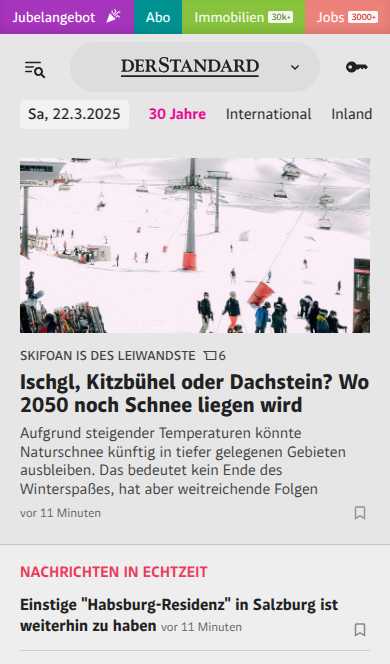 Jubelangebot
Abo
Immobilien 30k+
Jobs 3000+
DERSTANDARD
Sa, 22.3.2025
30 Jahre
International
Inland
SKIFOAN IS DES LEIWANDSTE 6
Ischgl, Kitzbühel oder Dachstein? Wo
2050 noch Schnee liegen wird
Aufgrund steigender Temperaturen könnte
Naturschnee künftig in tiefer gelegenen Gebieten
ausbleiben. Das bedeutet kein Ende des
Winterspaßes, hat aber weitreichende Folgen
vor 11 Minuten
NACHRICHTEN IN ECHTZEIT
Einstige "Habsburg-Residenz" in Salzburg ist
weiterhin zu haben vor 11 Minuten